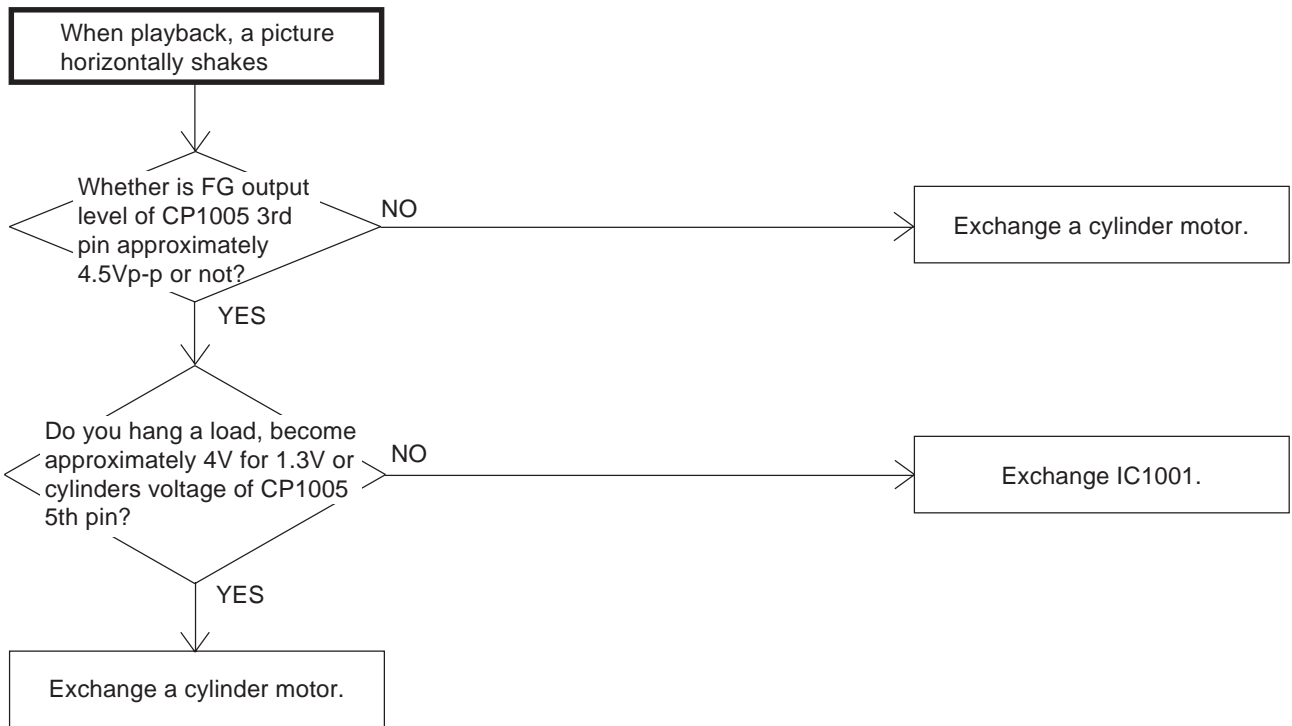 When playback, a picture
horizontally shakes
Whether is FG output
level of CP1005 3rd
pin approximately
4.5Vp-p or not?
NO
Exchange a cylinder motor.
YES
Do you hang a load, become
approximately 4V for 1.3V or
cylinders voltage of CP1005
5th pin?
NO
Exchange IC1001.
YES
Exchange a cylinder motor.